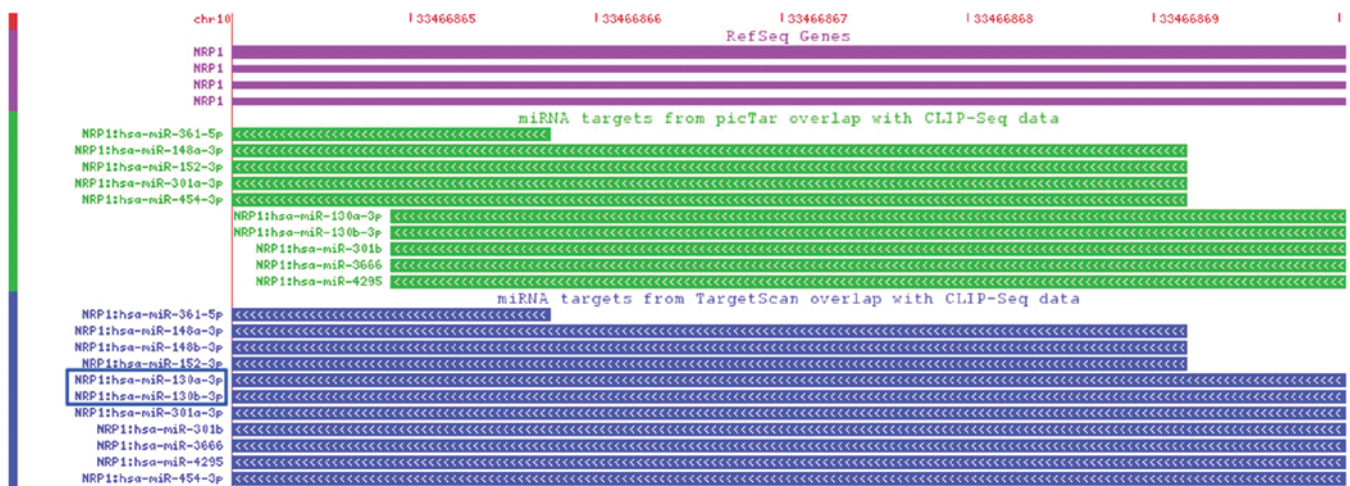 chr10 33466865 33466866 33466867 33466868 33466869
RefSeq Genes
NRP1
NRP1
NRP1
NRP1
miRNA targets from picTar overlap with CLIP-Seq data
NRP1:hsa-miR-361-5p
NRP1:hsa-miR-148a-3p
NRP1:hsa-miR-152-3p
NRP1:hsa-miR-301a-3p
NRP1:hsa-miR-454-3p
NRP1:hsa-miR-130a-3p
NRP1:hsa-miR-130b-3p
NRP1:hsa-miR-301b
NRP1:hsa-miR-3666
NRP1:hsa-miR-4295
miRNA targets from TargetScan overlap with CLIP-Seq data
NRP1:hsa-miR-361-5p
NRP1:hsa-miR-148a-3p
NRP1:hsa-miR-148b-3p
NRP1:hsa-miR-152-3p
NRP1:hsa-miR-130a-3p
NRP1:hsa-miR-130b-3p
NRP1:hsa-miR-301a-3p
NRP1:hsa-miR-301b
NRP1:hsa-miR-3666
NRP1:hsa-miR-4295
NRP1:hsa-miR-454-3p